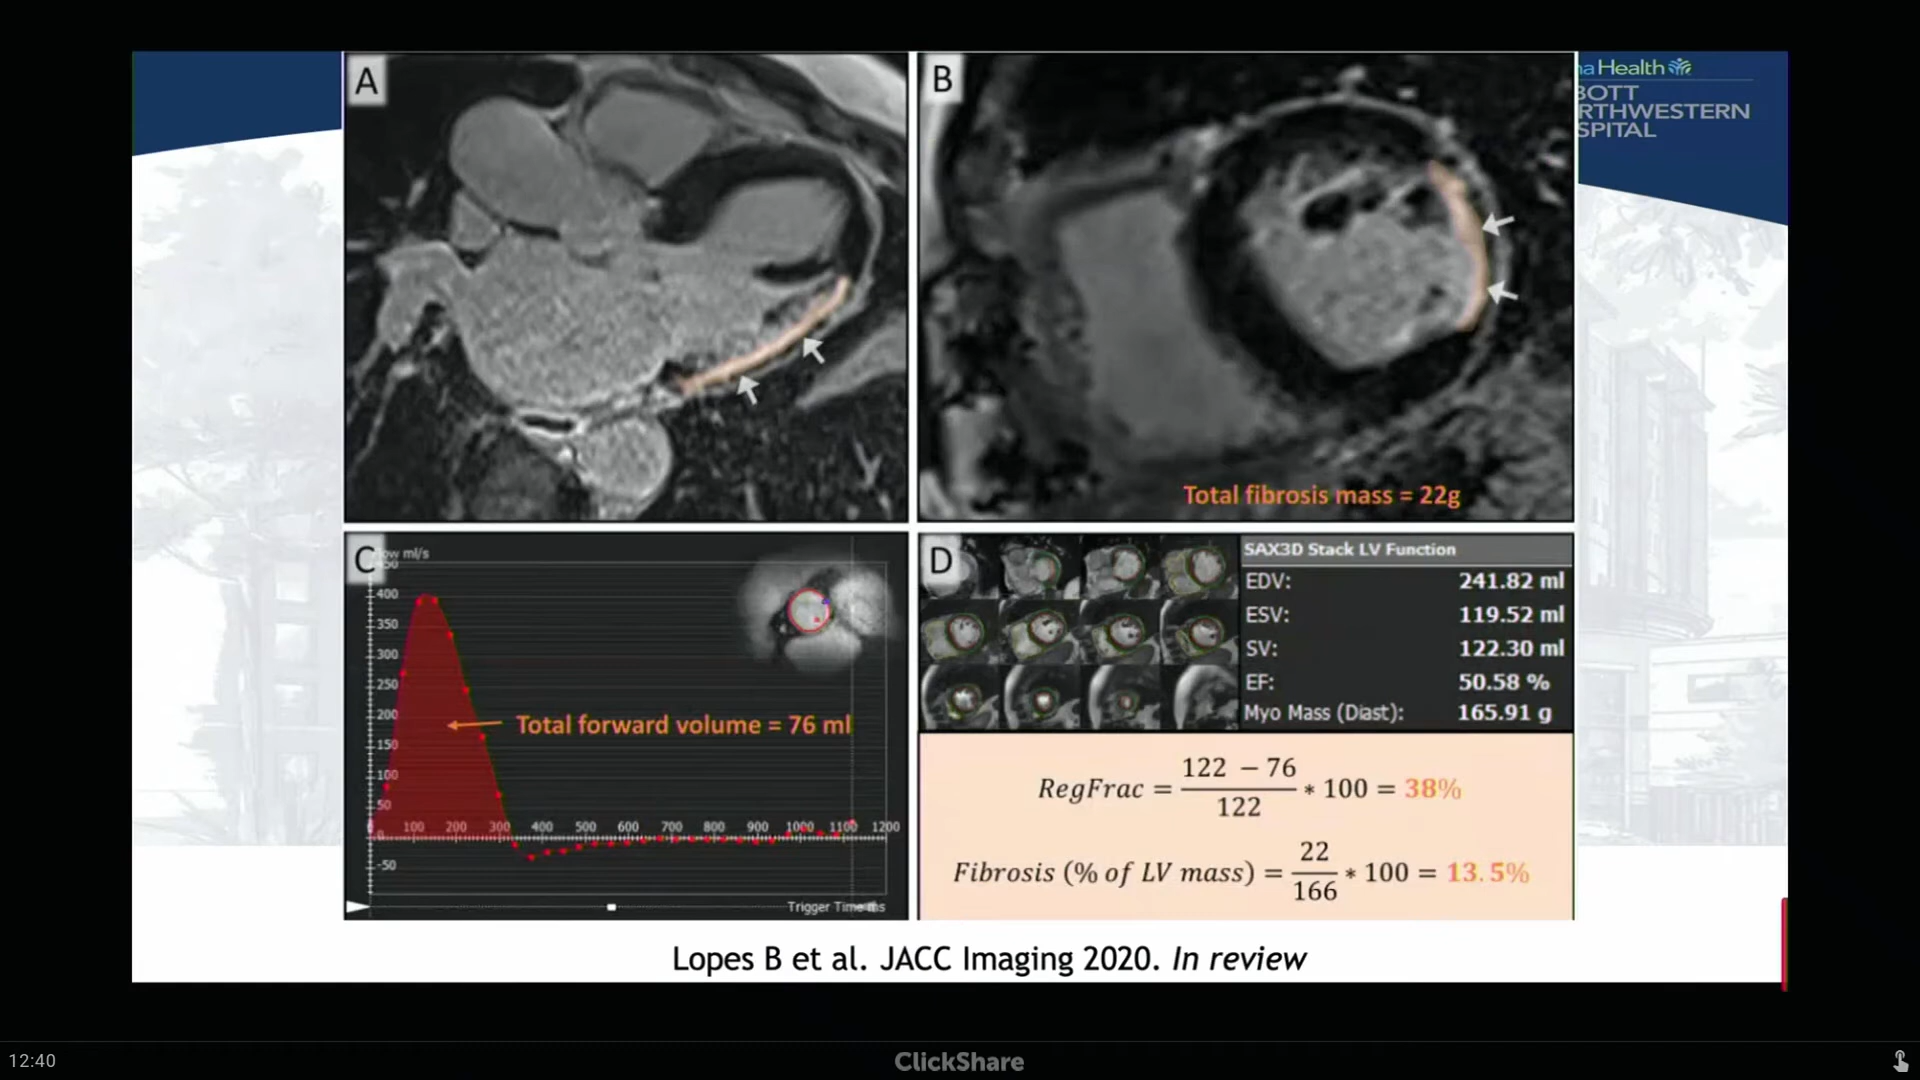 A
B
a Health
BOTT
RTHWESTERN
SPITAL
Total fibrosis mass = 22g
C
ow ml/s
400
350
300
250
200
150
100
50
0
-50
100 200 300 400 500 600 700 800 900 1000 1100 1200
Total forward volume = 76 ml
Trigger Time ms
D
SAX3D Stack LV Function
EDV: 241.82 ml
ESV: 119.52 ml
SV: 122.30 ml
EF: 50.58 %
Myo Mass (Diast): 165.91 g
RegFrac = 122 − 76 / 122 * 100 = 38%
Fibrosis (% of LV mass) = 22 / 166 * 100 = 13.5%
Lopes B et al. JACC Imaging 2020. In review
12:40
ClickShare